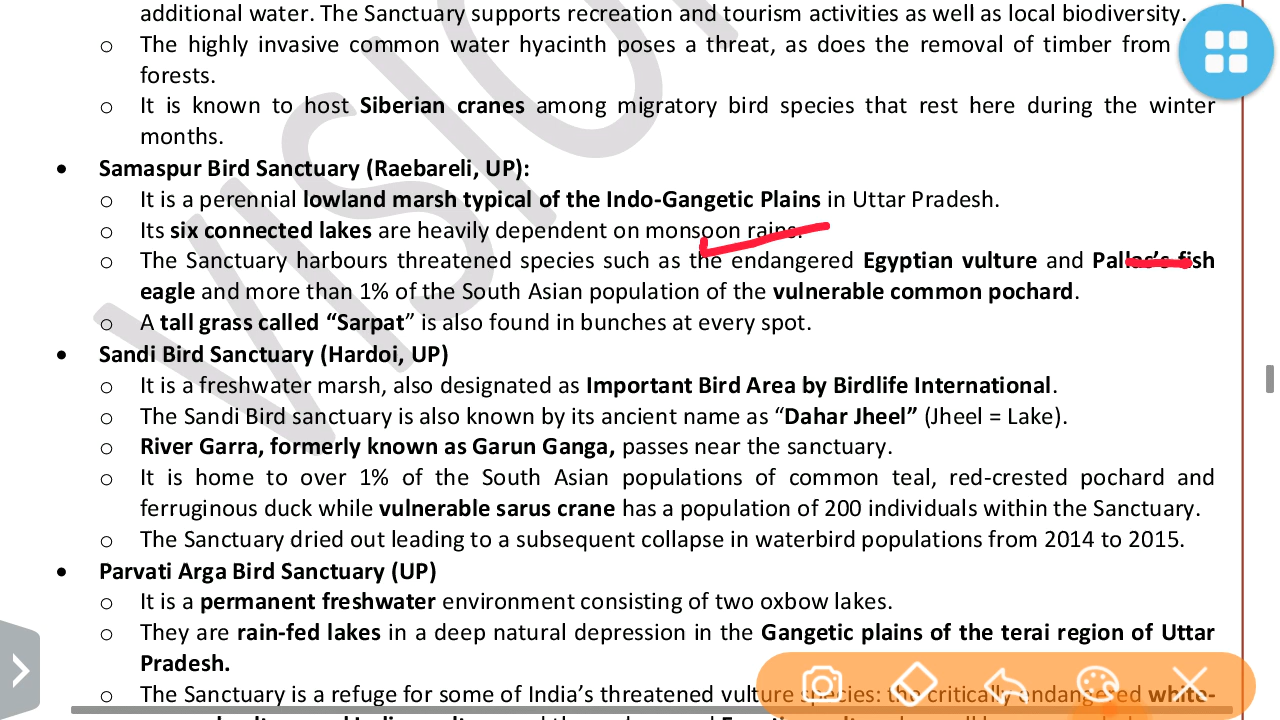 additional water. The Sanctuary supports recreation and tourism activities as well as local biodiversity.
o The highly invasive common water hyacinth poses a threat, as does the removal of timber from
forests.
o It is known to host Siberian cranes among migratory bird species that rest here during the winter
months.
• Samaspur Bird Sanctuary (Raebareli, UP):
o It is a perennial lowland marsh typical of the Indo-Gangetic Plains in Uttar Pradesh.
o Its six connected lakes are heavily dependent on monsoon rains.
o The Sanctuary harbours threatened species such as the endangered Egyptian vulture and Pallas's fish
eagle and more than 1% of the South Asian population of the vulnerable common pochard.
o A tall grass called “Sarpat” is also found in bunches at every spot.
• Sandi Bird Sanctuary (Hardoi, UP)
o It is a freshwater marsh, also designated as Important Bird Area by Birdlife International.
o The Sandi Bird sanctuary is also known by its ancient name as “Dahar Jheel” (Jheel = Lake).
o River Garra, formerly known as Garun Ganga, passes near the sanctuary.
o It is home to over 1% of the South Asian populations of common teal, red-crested pochard and
ferruginous duck while vulnerable sarus crane has a population of 200 individuals within the Sanctuary.
o The Sanctuary dried out leading to a subsequent collapse in waterbird populations from 2014 to 2015.
• Parvati Arga Bird Sanctuary (UP)
o It is a permanent freshwater environment consisting of two oxbow lakes.
o They are rain-fed lakes in a deep natural depression in the Gangetic plains of the terai region of Uttar
Pradesh.
o The Sanctuary is a refuge for some of India’s threatened vulture species: the critically endangered white-